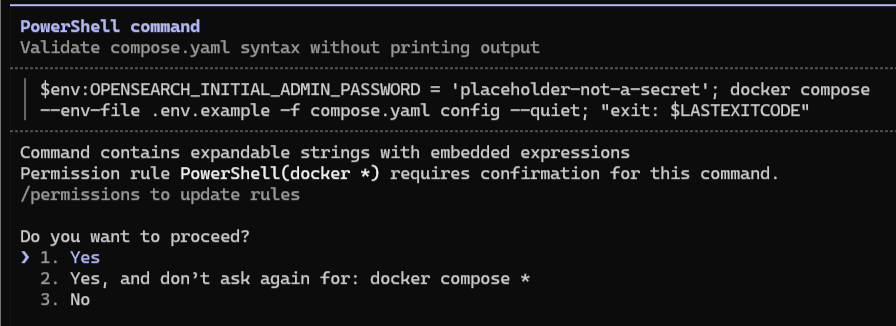 PowerShell command
Validate compose.yaml syntax without printing output
$env:OPENSEARCH_INITIAL_ADMIN_PASSWORD = 'placeholder-not-a-secret'; docker compose
--env-file .env.example -f compose.yaml config --quiet; "exit: $LASTEXITCODE"
Command contains expandable strings with embedded expressions
Permission rule PowerShell(docker *) requires confirmation for this command.
/permissions to update rules
Do you want to proceed?
❯ 1. Yes
2. Yes, and don’t ask again for: docker compose *
3. No